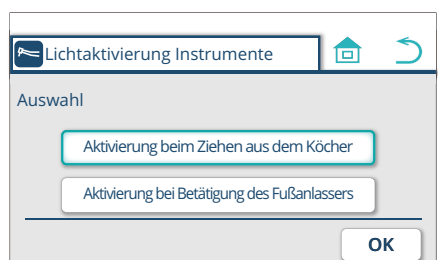 Lichtaktivierung Instrumente
Auswahl
Aktivierung beim Ziehen aus dem Köcher
Aktivierung bei Betätigung des Fußanlassers
OK